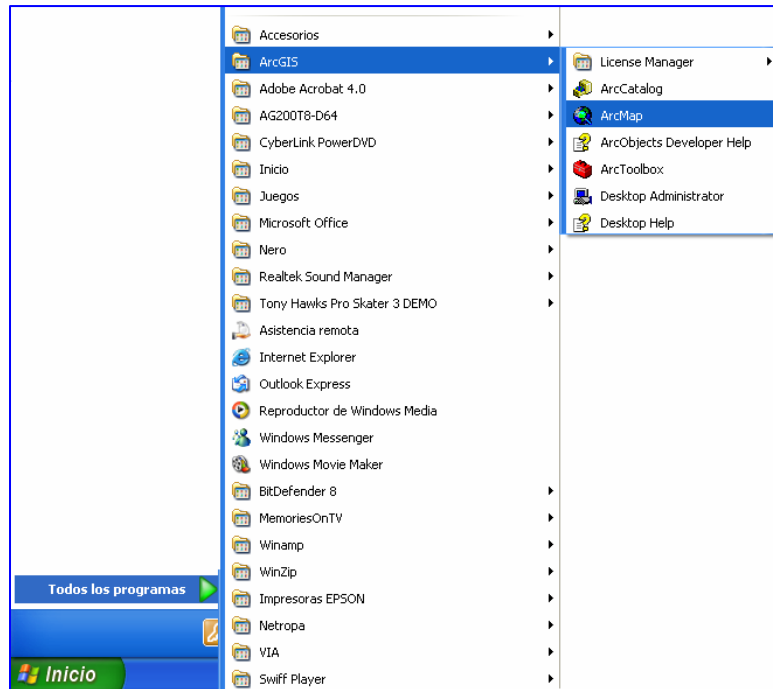 Accesorios
ArcGIS
Adobe Acrobat 4.0
AG200T8-D64
CyberLink PowerDVD
Inicio
Juegos
Microsoft Office
Nero
Realtek Sound Manager
Tony Hawks Pro Skater 3 DEMO
Asistencia remota
Internet Explorer
Outlook Express
Reproductor de Windows Media
Windows Messenger
Windows Movie Maker
BitDefender 8
MemoriesOnTV
Winamp
WinZip
Impresoras EPSON
Netropa
VIA
Swiff Player
License Manager
ArcCatalog
ArcMap
ArcObjects Developer Help
ArcToolbox
Desktop Administrator
Desktop Help
Todos los programas
Inicio